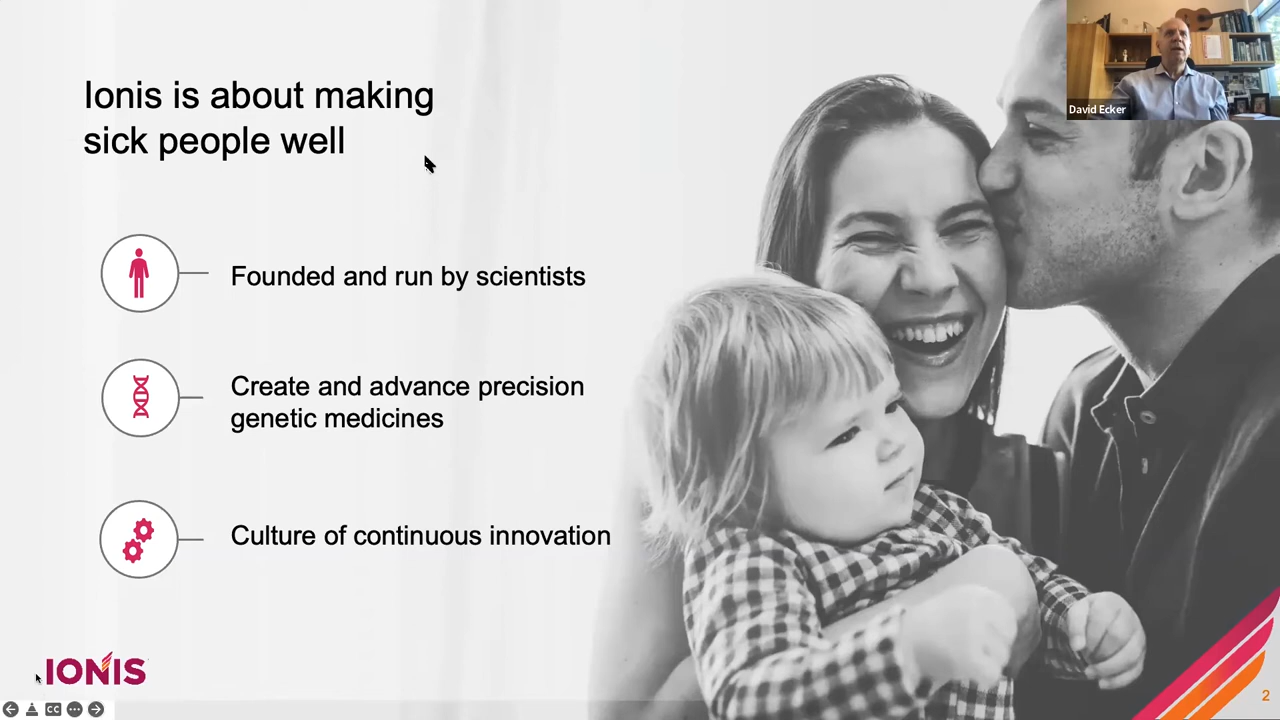 Ionis is about making
sick people well
David Ecker
Founded and run by scientists
Create and advance precision
genetic medicines
Culture of continuous innovation
IONIS
CC
2